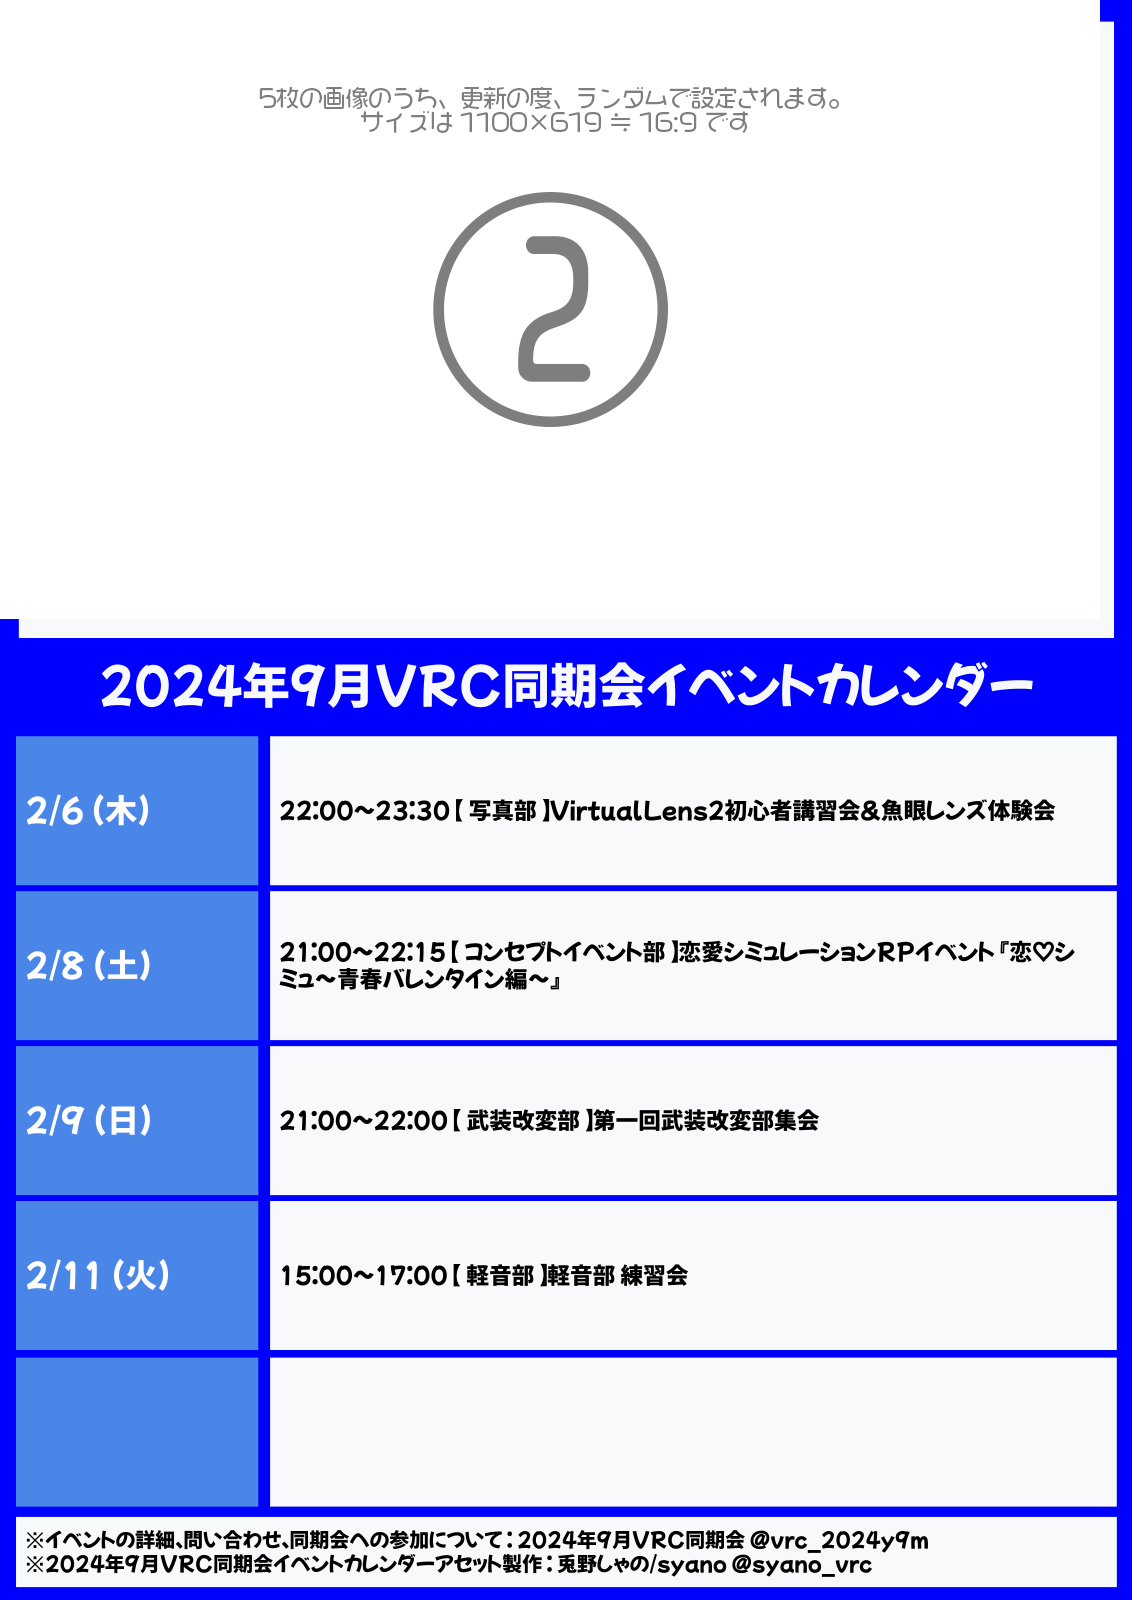 5枚の画像のうち、更新の度、ランダムで設定されます。
サイズは 1100×619 ≒ 16:9 です
2
2024年9月VRC同期会イベントカレンダー
2/6 (木)
22:00～23:30【 写真部 】VirtualLens2初心者講習会&魚眼レンズ体験会
2/8 (土)
21:00～22:15【 コンセプトイベント部 】恋愛シミュレーションRPイベント『恋♡シ
ミュ～青春バレンタイン編～』
2/9 (日)
21:00～22:00【 武装改変部 】第一回武装改変部集会
2/11 (火)
15:00～17:00【 軽音部 】軽音部 練習会
※イベントの詳細、問い合わせ、同期会への参加について：2024年9月VRC同期会 @vrc_2024y9m
※2024年9月VRC同期会イベントカレンダーアセット製作：兎野しゃの/syano @syano_vrc